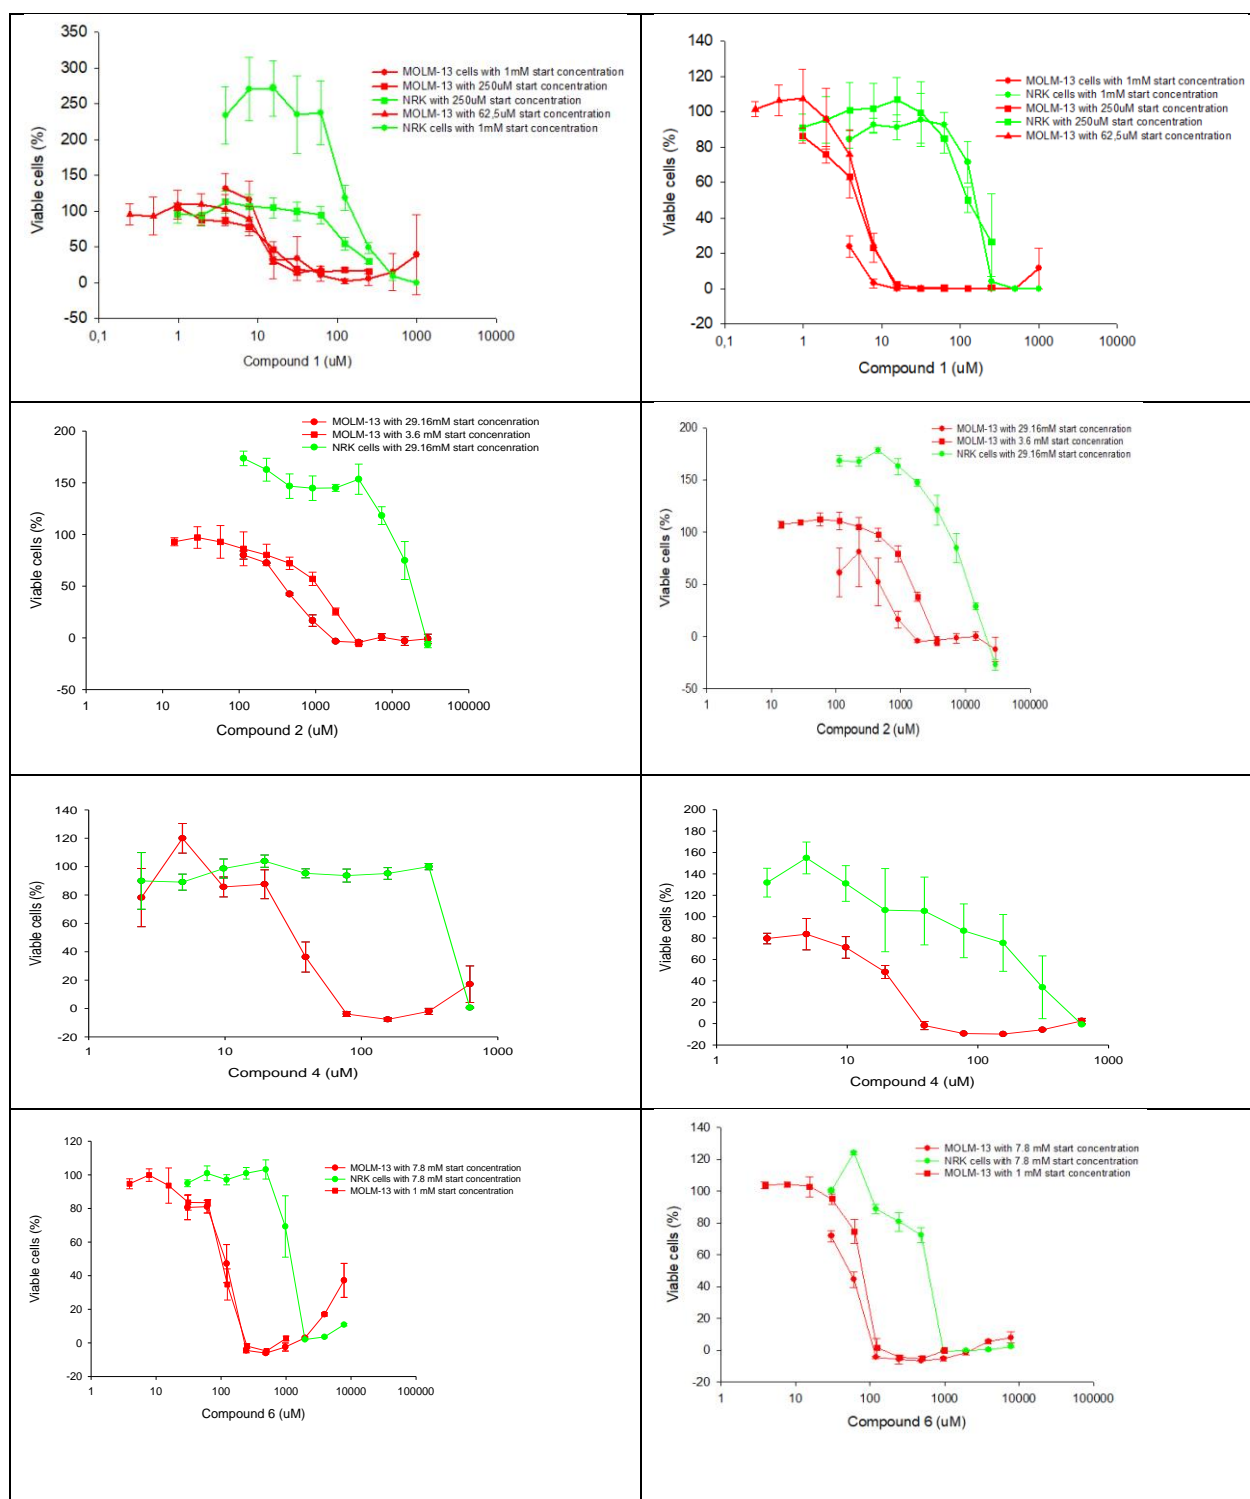 350
300
250
200
150
100
50
0
-50
Viable cells (%)
MOLM-13 cells with 1mM start concentration
MOLM-13 with 250uM start concentration
NRK with 250uM start concentration
MOLM-13 with 62,5uM start concentration
NRK cells with 1mM start concentration
0,1 1 10 100 1000 10000
Compound 1 (uM)
140
120
100
80
60
40
20
0
-20
Viable cells (%)
MOLM-13 cells with 1mM start concentration
NRK cells with 1mM start concentration
MOLM-13 with 250uM start concentration
NRK with 250uM start concentration
MOLM-13 with 62,5uM start concentration
0,1 1 10 100 1000 10000
Compound 1 (uM)
200
150
100
50
0
-50
Viable cells (%)
MOLM-13 with 29.16mM start conenration
MOLM-13 with 3.6 mM start conenration
NRK cells with 29.16mM start conenration
1 10 100 1000 10000 100000
Compound 2 (uM)
200
150
100
50
0
-50
Viable cells (%)
MOLM-13 with 29.16mM start conenration
MOLM-13 with 3.6 mM start conenration
NRK cells with 29.16mM start conenration
1 10 100 1000 10000 100000
Compound 2 (uM)
140
120
100
80
60
40
20
0
-20
Viable cells (%)
1 10 100 1000
Compound 4 (uM)
200
180
160
140
120
100
80
60
40
20
0
-20
Viable cells (%)
1 10 100 1000
Compound 4 (uM)
120
100
80
60
40
20
0
-20
Viable cells (%)
MOLM-13 with 7.8 mM start concentration
NRK cells with 7.8 mM start concentration
MOLM-13 with 1 mM start concentration
1 10 100 1000 10000 100000
Compound 6 (uM)
140
120
100
80
60
40
20
0
-20
Viable cells (%)
MOLM-13 with 7.8 mM start concentration
NRK cells with 7.8 mM start concentration
MOLM-13 with 1 mM start concentration
1 10 100 1000 10000 100000
Compound 6 (uM)